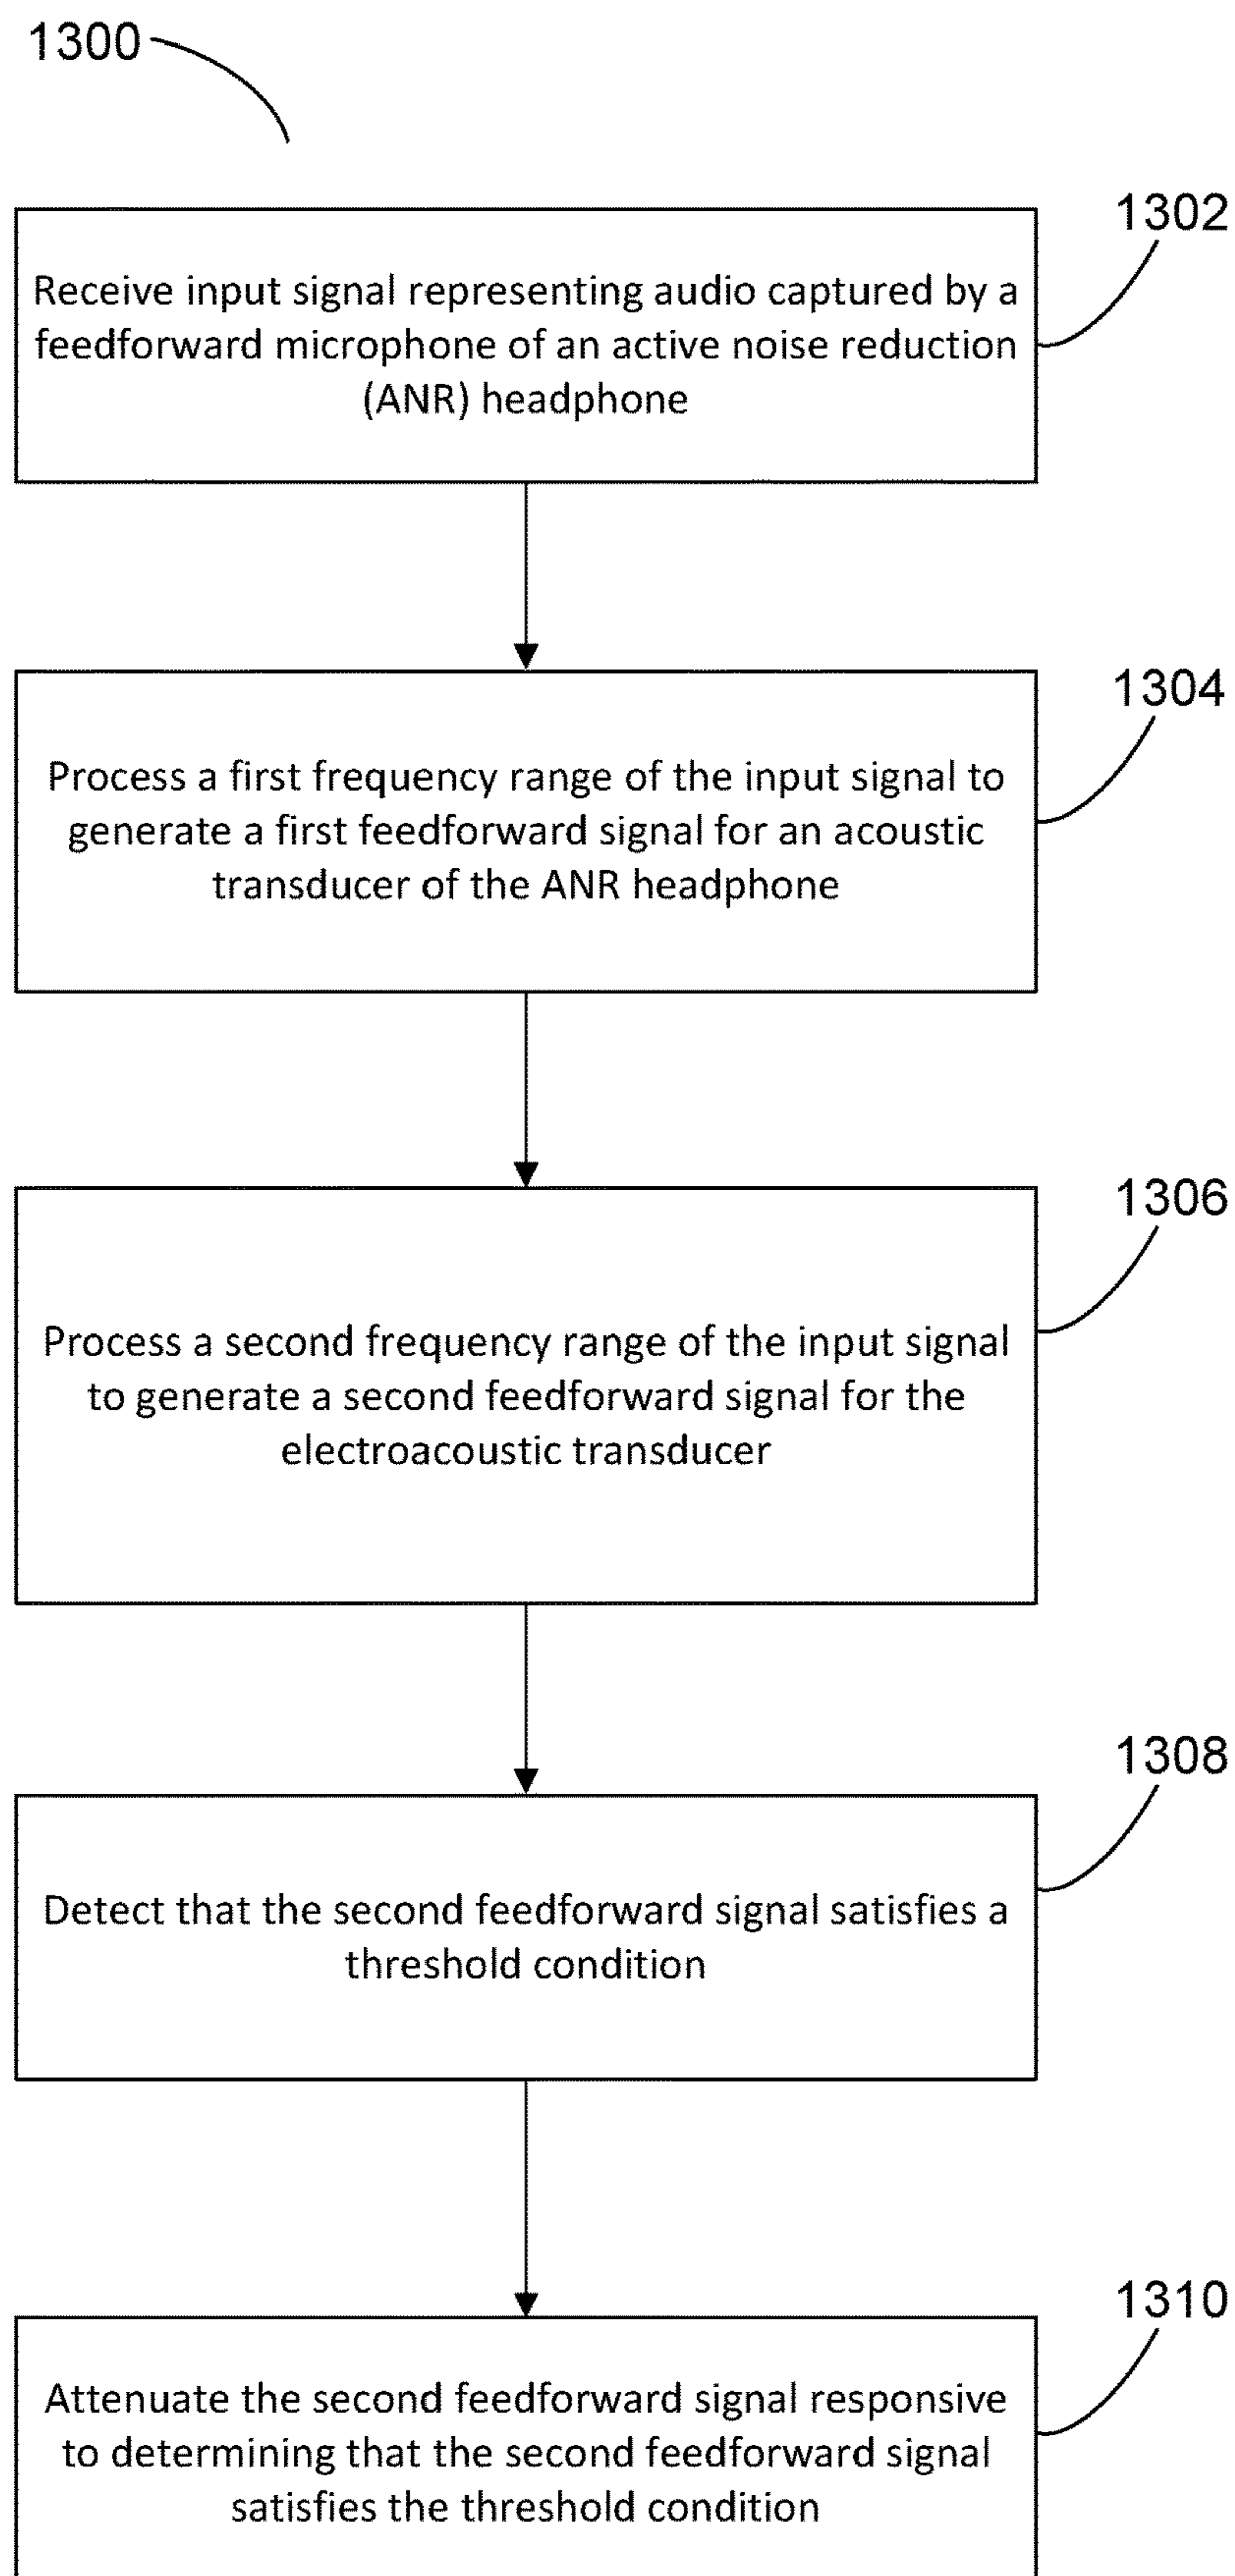 1300
1302
Receive input signal representing audio captured by a
feedforward microphone of an active noise reduction
(ANR) headphone
1304
Process a first frequency range of the input signal to
generate a first feedforward signal for an acoustic
transducer of the ANR headphone
1306
Process a second frequency range of the input signal
to generate a second feedforward signal for the
electroacoustic transducer
1308
Detect that the second feedforward signal satisfies a
threshold condition
1310
Attenuate the second feedforward signal responsive
to determining that the second feedforward signal
satisfies the threshold condition